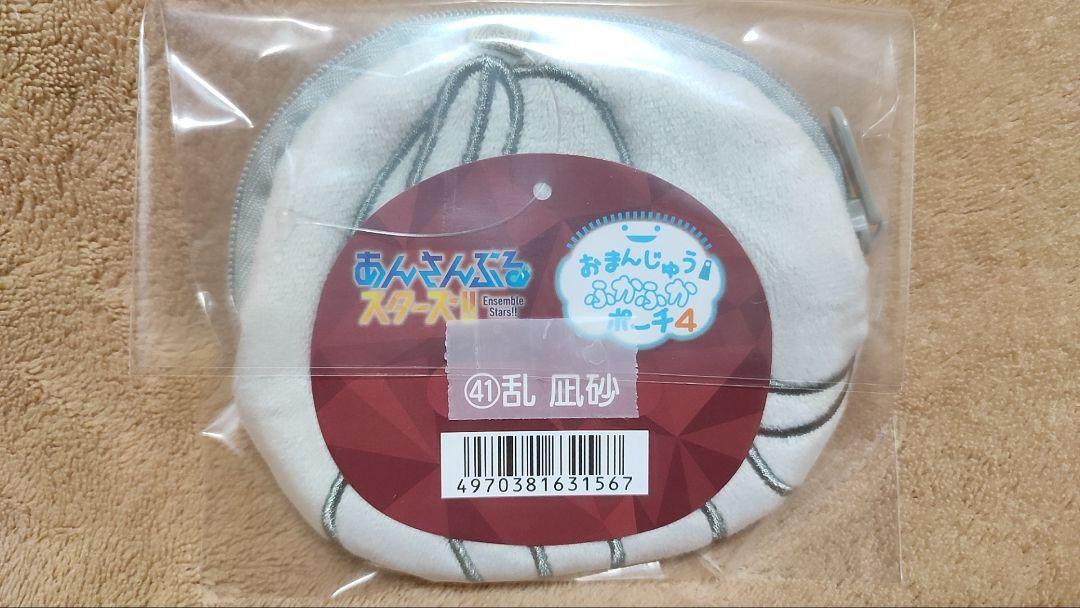 あんさんぶる
スターズ!!
Ensemble
Stars!!
おまんじゅう
ふかふか
ポーチ4
㊶乱 凪砂
4970381631567